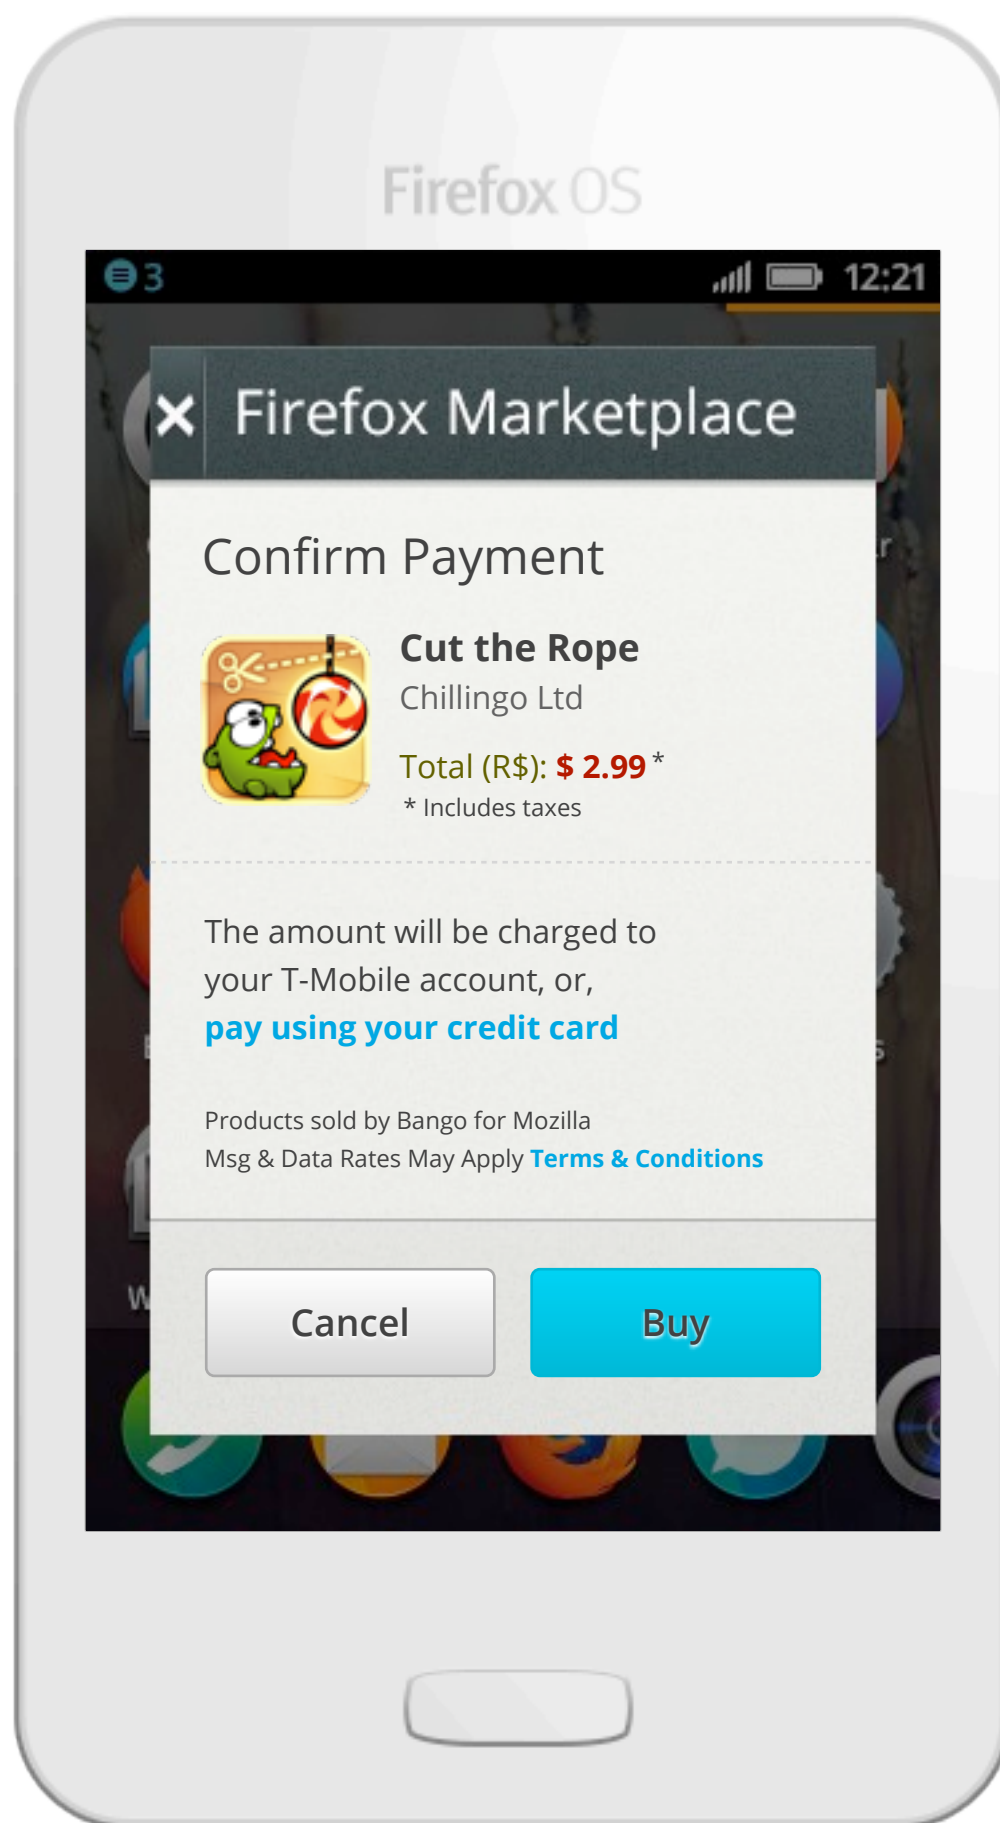 Firefox OS
3
12:21
Firefox Marketplace
Confirm Payment
Cut the Rope
Chillingo Ltd
Total (R$): $ 2.99 *
* Includes taxes
The amount will be charged to
your T-Mobile account, or,
pay using your credit card
Products sold by Bango for Mozilla
Msg & Data Rates May Apply Terms & Conditions
Cancel
Buy